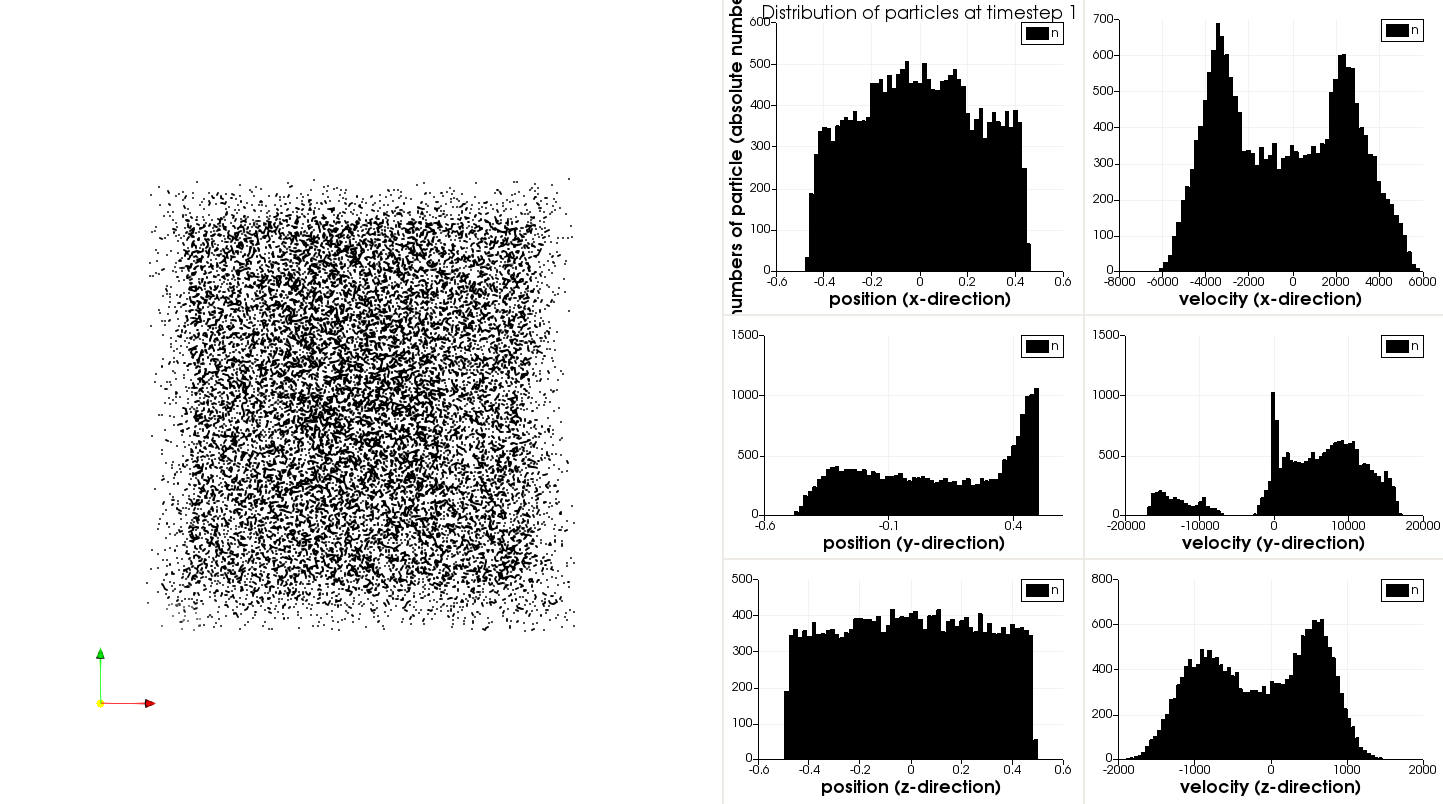 Distribution of particles at timestep 1
numbers of particle (absolute numbe
600
500
400
300
200
100
0
n
-0.6 -0.4 -0.2 0 0.2 0.4 0.6
position (x-direction)
700
600
500
400
300
200
100
0
n
-8000 -6000 -4000 -2000 0 2000 4000 6000
velocity (x-direction)
1500
1000
500
0
n
-0.6 -0.1 0.4
position (y-direction)
1500
1000
500
0
n
-20000 -10000 0 10000 20000
velocity (y-direction)
500
400
300
200
100
0
n
-0.6 -0.4 -0.2 0 0.2 0.4 0.6
position (z-direction)
800
600
400
200
0
n
-2000 -1000 0 1000 2000
velocity (z-direction)